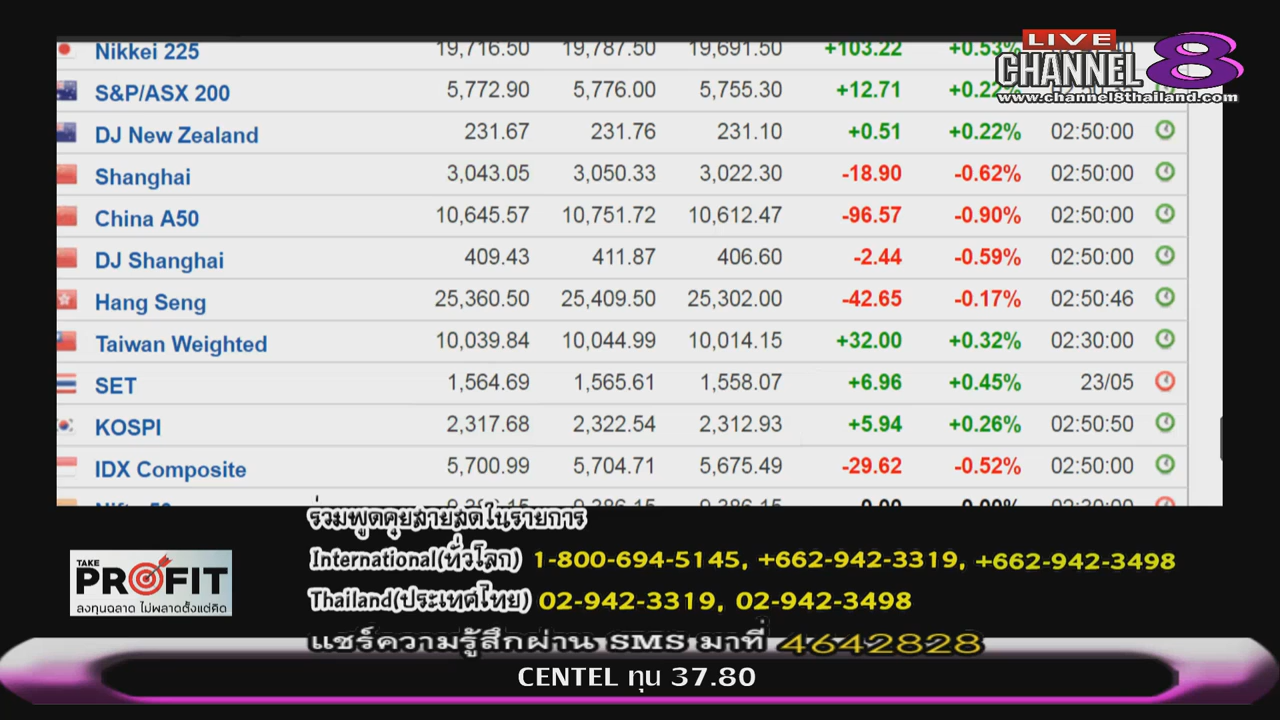 Nikkei 225 19,716.50 19,787.50 19,691.50 +103.22 +0.53%
LIVE
CHANNEL 8
www.channel8thailand.com
S&P/ASX 200 5,772.90 5,776.00 5,755.30 +12.71 +0.22%
DJ New Zealand 231.67 231.76 231.10 +0.51 +0.22% 02:50:00
Shanghai 3,043.05 3,050.33 3,022.30 -18.90 -0.62% 02:50:00
China A50 10,645.57 10,751.72 10,612.47 -96.57 -0.90% 02:50:00
DJ Shanghai 409.43 411.87 406.60 -2.44 -0.59% 02:50:00
Hang Seng 25,360.50 25,409.50 25,302.00 -42.65 -0.17% 02:50:46
Taiwan Weighted 10,039.84 10,044.99 10,014.15 +32.00 +0.32% 02:30:00
SET 1,564.69 1,565.61 1,558.07 +6.96 +0.45% 23/05
KOSPI 2,317.68 2,322.54 2,312.93 +5.94 +0.26% 02:50:50
IDX Composite 5,700.99 5,704.71 5,675.49 -29.62 -0.52% 02:50:00
ร่วมพูดคุยสายสดในรายการ
International(ทั่วโลก) 1-800-694-5145, +662-942-3319, +662-942-3498
TAKE
PROFIT
ลงทุนฉลาด ไม่พลาดตั้งแต่คิด
Thailand(ประเทศไทย) 02-942-3319, 02-942-3498
แชร์ความรู้สึกผ่าน SMS มาที่ 4642828
CENTEL ทุน 37.80